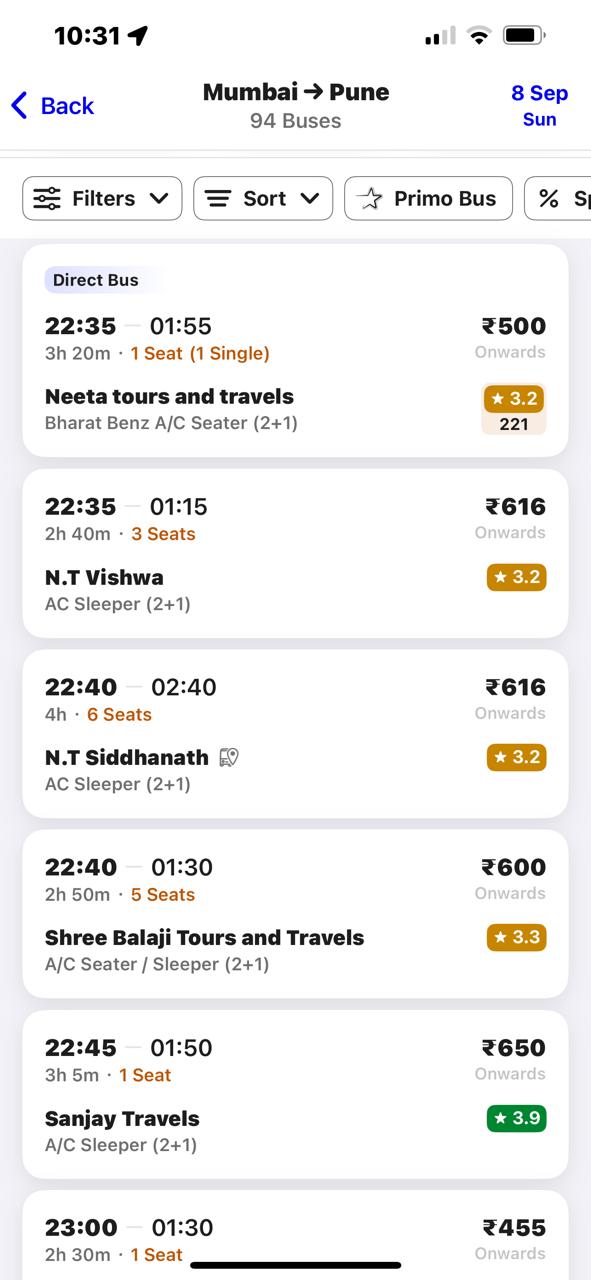 10:31
Back
Mumbai → Pune
94 Buses
8 Sep
Sun
Filters
Sort
Primo Bus
% Sp
Direct Bus
22:35 — 01:55
₹500
3h 20m · 1 Seat (1 Single)
Onwards
Neeta tours and travels
★ 3.2
Bharat Benz A/C Seater (2+1)
221
22:35 — 01:15
₹616
2h 40m · 3 Seats
Onwards
N.T Vishwa
★ 3.2
AC Sleeper (2+1)
22:40 — 02:40
₹616
4h · 6 Seats
Onwards
N.T Siddhanath
★ 3.2
AC Sleeper (2+1)
22:40 — 01:30
₹600
2h 50m · 5 Seats
Onwards
Shree Balaji Tours and Travels
★ 3.3
A/C Seater / Sleeper (2+1)
22:45 — 01:50
₹650
3h 5m · 1 Seat
Onwards
Sanjay Travels
★ 3.9
A/C Sleeper (2+1)
23:00 — 01:30
₹455
2h 30m · 1 Seat
Onwards